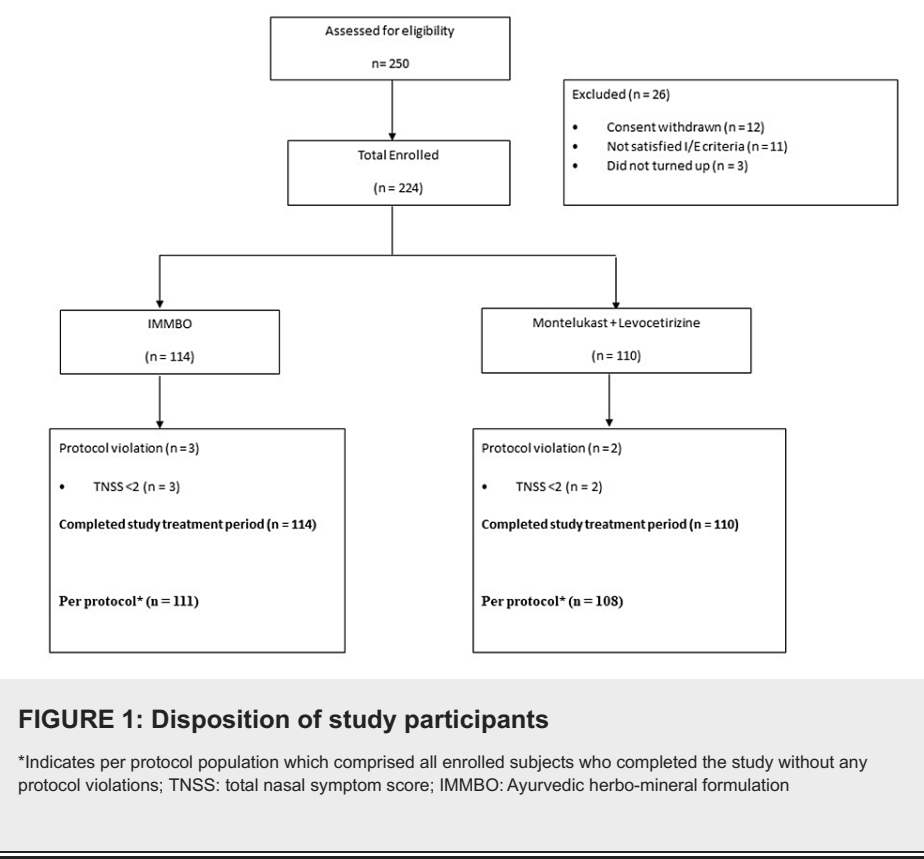 Assessed for eligibility
n= 250
Excluded (n = 26)
• Consent withdrawn (n =12)
• Not satisfied I/E criteria (n =11)
• Did not turned up (n = 3)
Total Enrolled
(n = 224)
IMMBO
(n = 114)
Montelukast + Levocetirizine
(n = 110)
Protocol violation (n =3)
• TNSS <2 (n = 3)
Completed study treatment period (n = 114)
Per protocol* (n = 111)
Protocol violation (n =2)
• TNSS <2 (n = 2)
Completed study treatment period (n = 110)
Per protocol* (n = 108)
FIGURE 1: Disposition of study participants
*Indicates per protocol population which comprised all enrolled subjects who completed the study without any
protocol violations; TNSS: total nasal symptom score; IMMBO: Ayurvedic herbo-mineral formulation